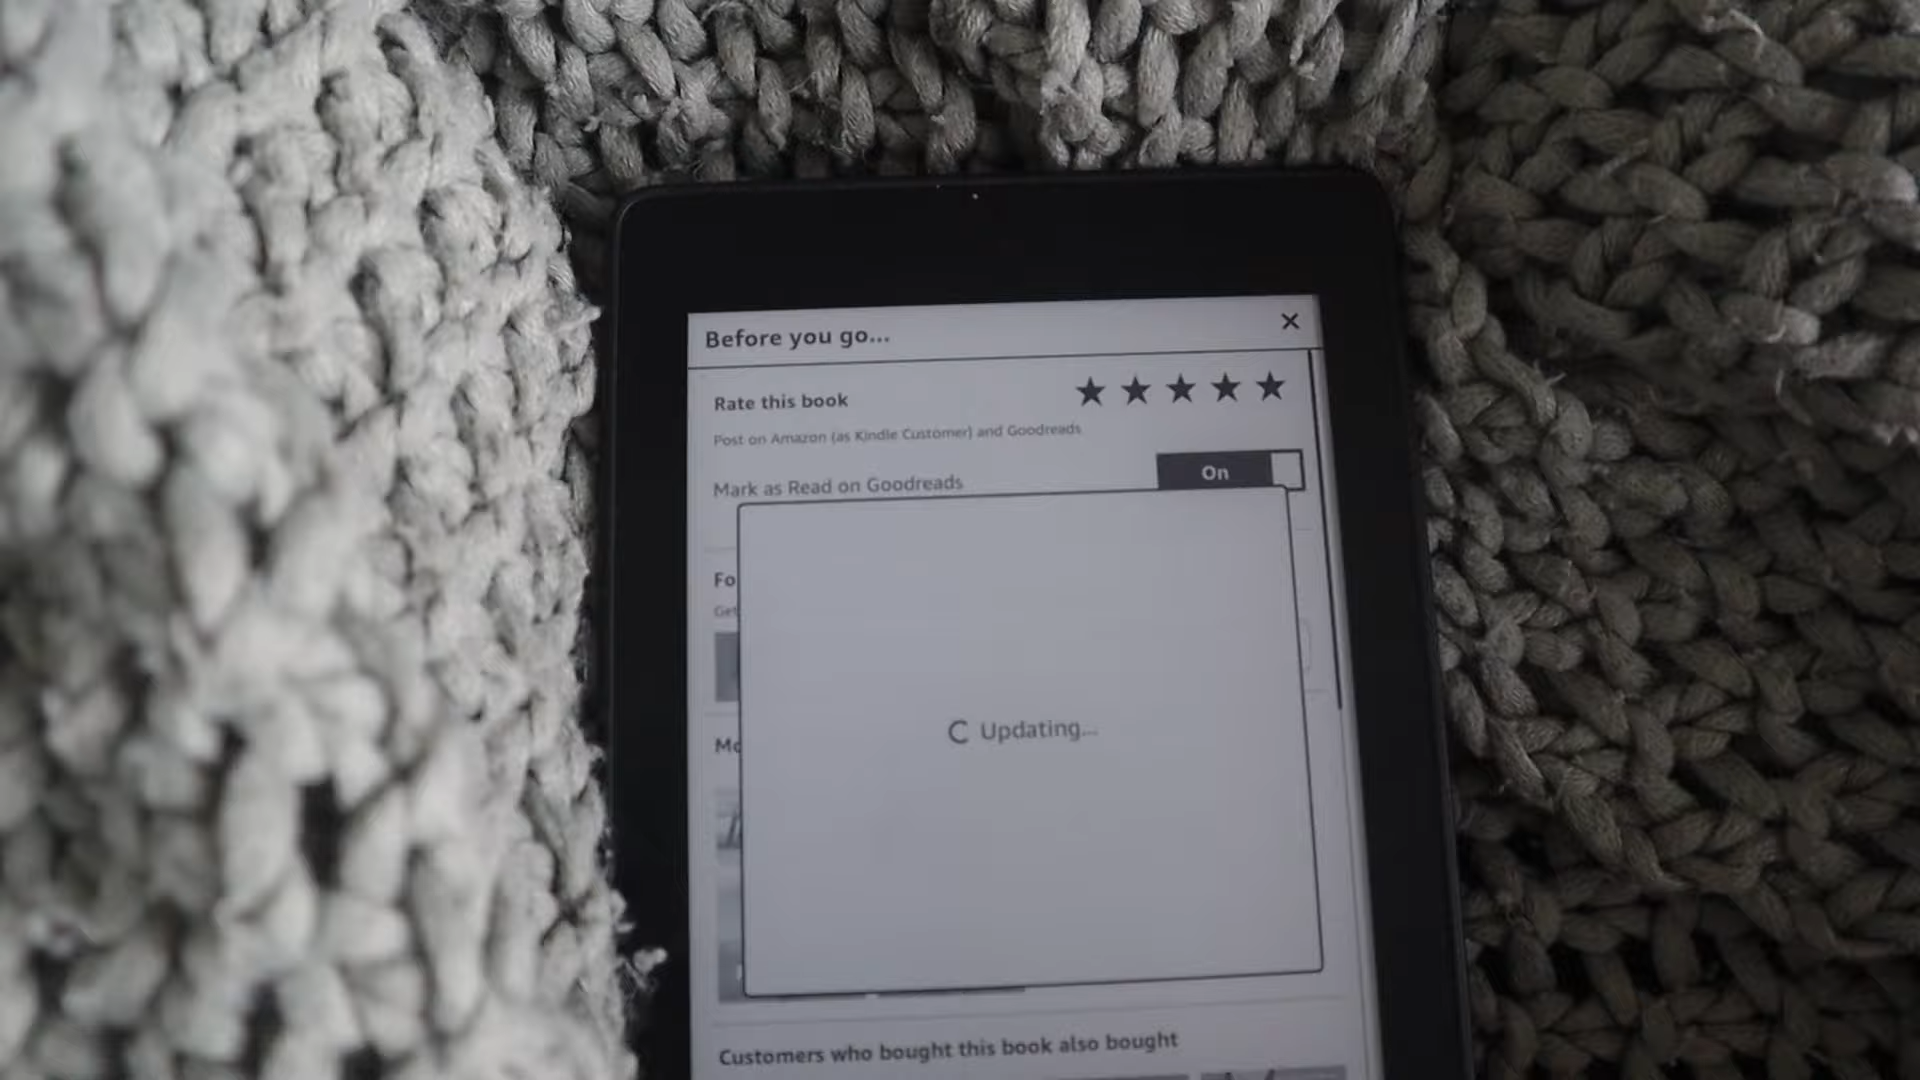 Before you go...
Rate this book
Post on Amazon (as Kindle Customer) and Goodreads
Mark as Read on Goodreads
On
Updating...
Customers who bought this book also bought